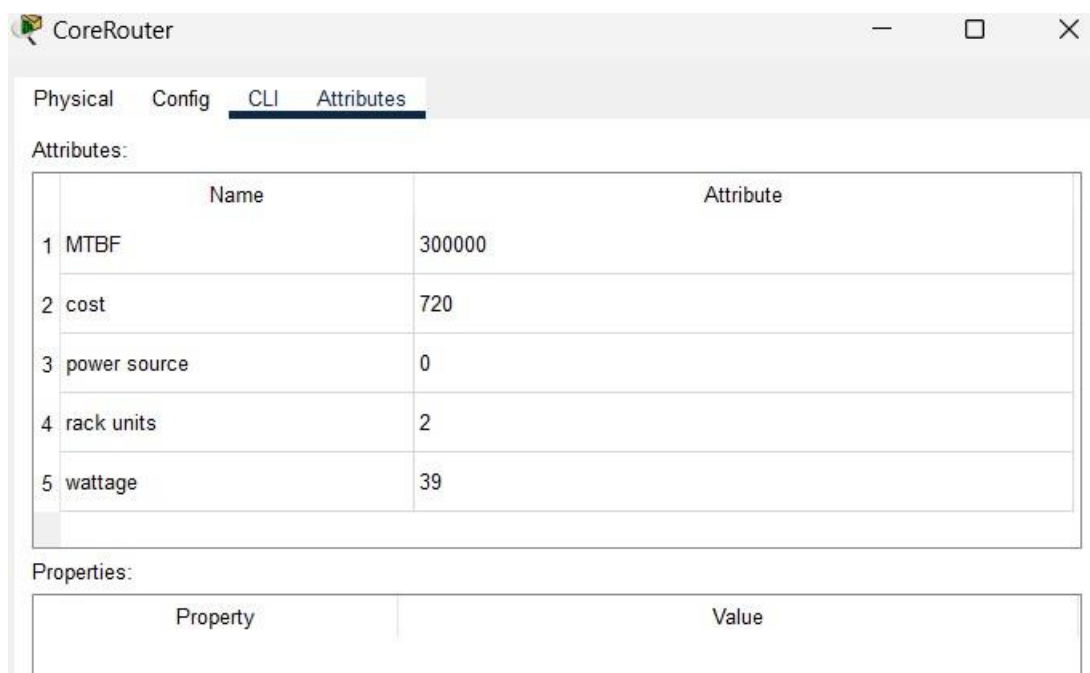 CoreRouter
Physical Config CLI Attributes
Attributes:
Name Attribute
1 MTBF 300000
2 cost 720
3 power source 0
4 rack units 2
5 wattage 39
Properties:
Property Value